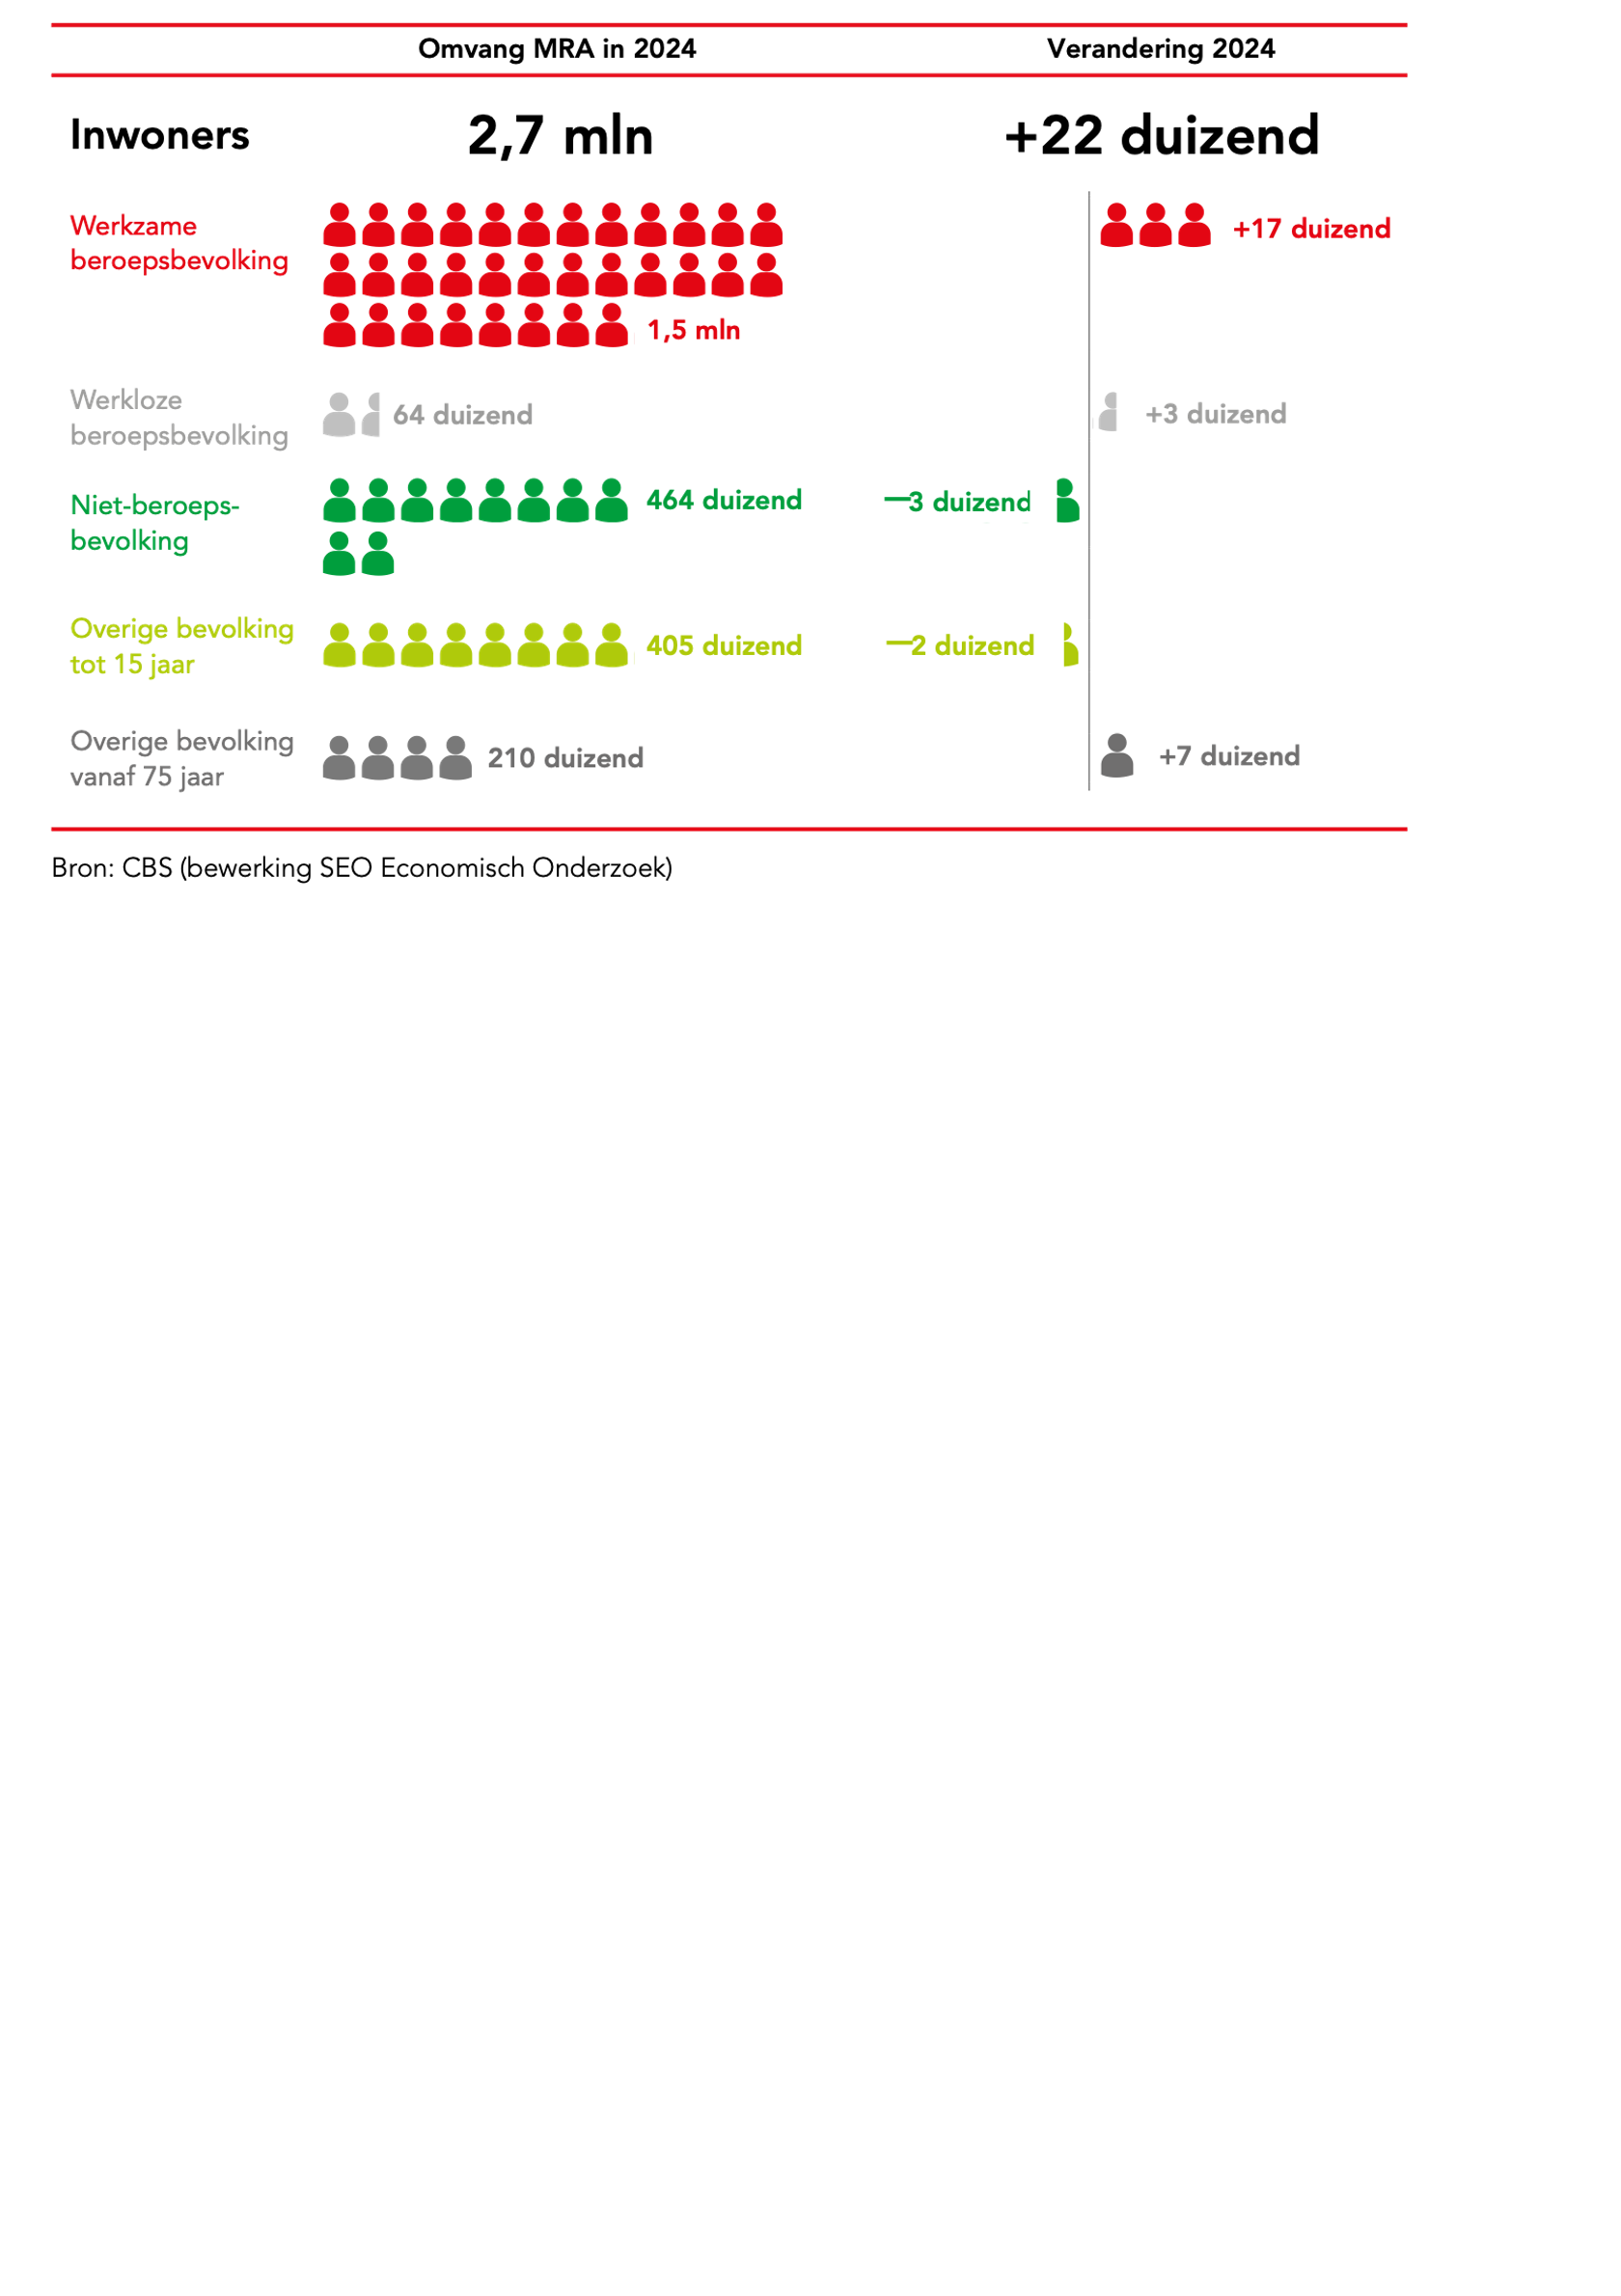 Omvang MRA in 2024 Verandering 2024
Inwoners 2,7 mln +22 duizend
Werkzame
beroepsbevolking
+17 duizend
1,5 mln
Werkloze
beroepsbevolking
64 duizend +3 duizend
Niet-beroeps-
bevolking
464 duizend —3 duizend
Overige bevolking
tot 15 jaar
405 duizend —2 duizend
Overige bevolking
vanaf 75 jaar
210 duizend +7 duizend
Bron: CBS (bewerking SEO Economisch Onderzoek)